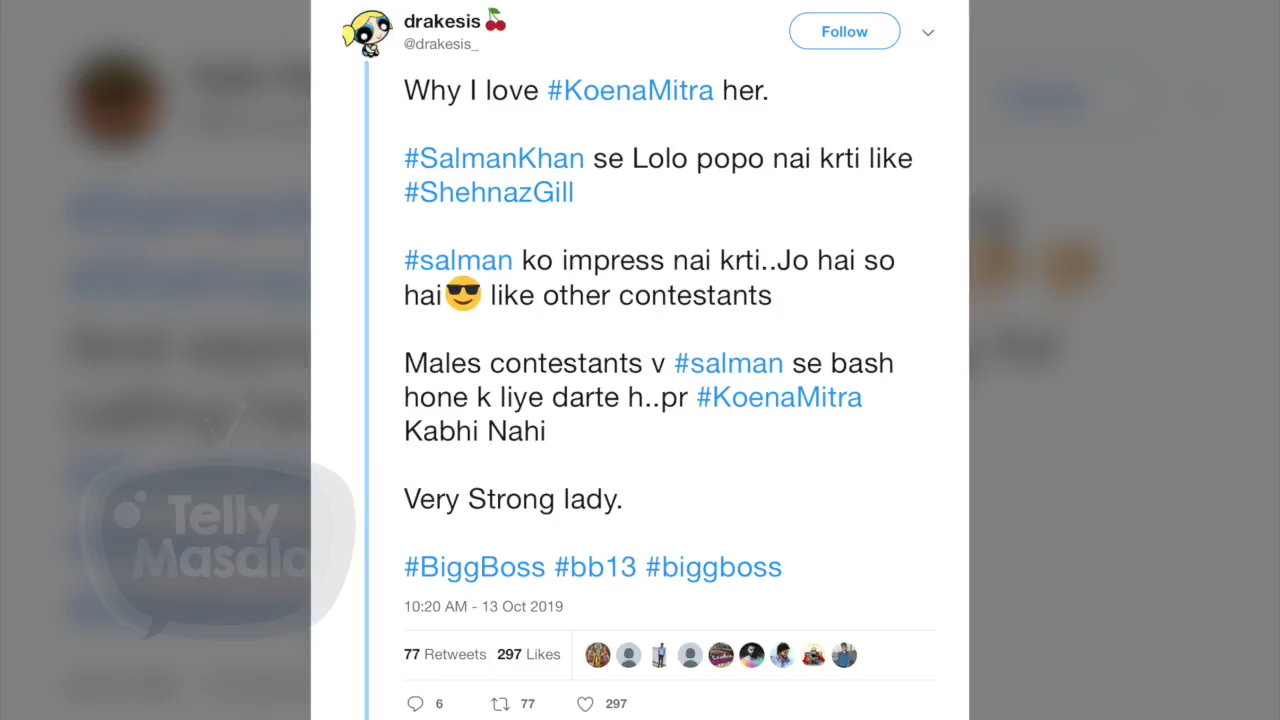 drakesis
@drakesis_
Follow
Why I love #KoenaMitra her.
#SalmanKhan se Lolo popo nai krti like
#ShehnazGill
#salman ko impress nai krti..Jo hai so
hai😎 like other contestants
Males contestants v #salman se bash
hone k liye darte h..pr #KoenaMitra
Kabhi Nahi
Very Strong lady.
#BiggBoss #bb13 #biggboss
10:20 AM - 13 Oct 2019
77 Retweets 297 Likes
6 77 297
Telly
Masala